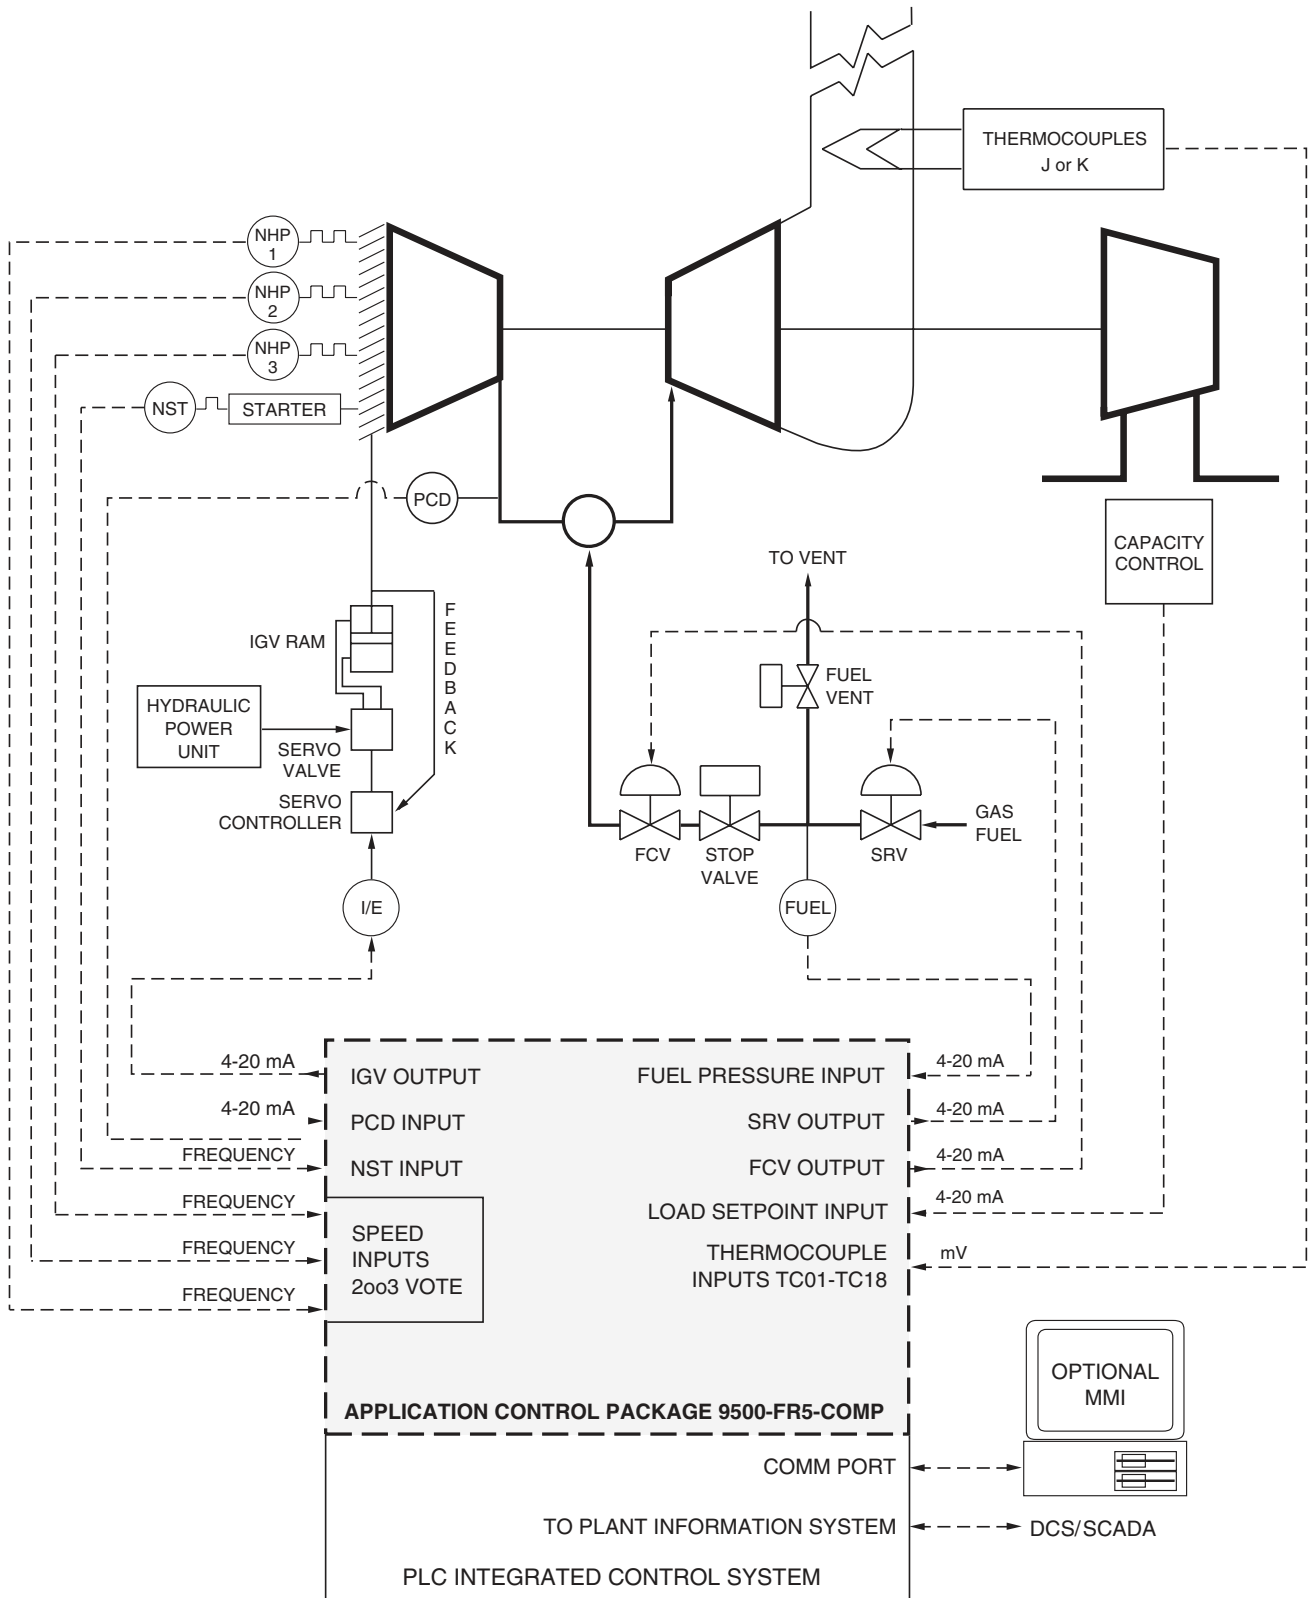 THERMOCOUPLES
J or K
NHP
1
NHP
2
NHP
3
NST
STARTER
PCD
CAPACITY
CONTROL
TO VENT
FEEDBACK
IGV RAM
FUEL
VENT
HYDRAULIC
POWER
UNIT
SERVO
VALVE
SERVO
CONTROLLER
GAS
FUEL
FCV
STOP
VALVE
SRV
I/E
FUEL
4-20 mA
IGV OUTPUT
FUEL PRESSURE INPUT
4-20 mA
4-20 mA
PCD INPUT
SRV OUTPUT
4-20 mA
FREQUENCY
NST INPUT
FCV OUTPUT
4-20 mA
FREQUENCY
LOAD SETPOINT INPUT
4-20 mA
SPEED
INPUTS
2oo3 VOTE
FREQUENCY
FREQUENCY
THERMOCOUPLE
INPUTS TC01-TC18
mV
OPTIONAL
MMI
APPLICATION CONTROL PACKAGE 9500-FR5-COMP
COMM PORT
TO PLANT INFORMATION SYSTEM
DCS/SCADA
PLC INTEGRATED CONTROL SYSTEM